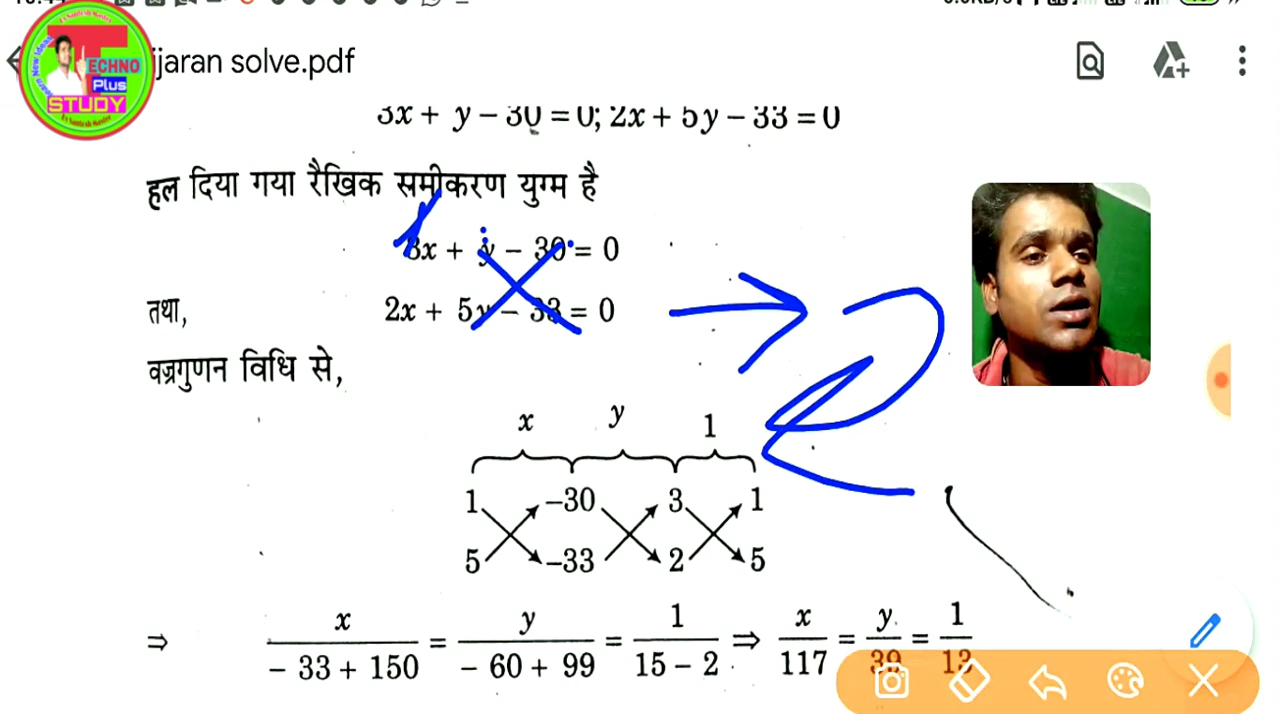 ijaran solve.pdf
TECHNO
Plus
STUDY
3x + y − 30 = 0; 2x + 5y − 33 = 0
हल दिया गया रैखिक समीकरण युग्म है
3x + y − 30 = 0
तथा, 2x + 5y − 33 = 0
वज्रगुणन विधि से,
x y 1
1 −30 3 1
5 −33 2 5
⇒ x/(− 33 + 150) = y/(− 60 + 99) = 1/(15 − 2) ⇒ x/117 = y/39 = 1/13